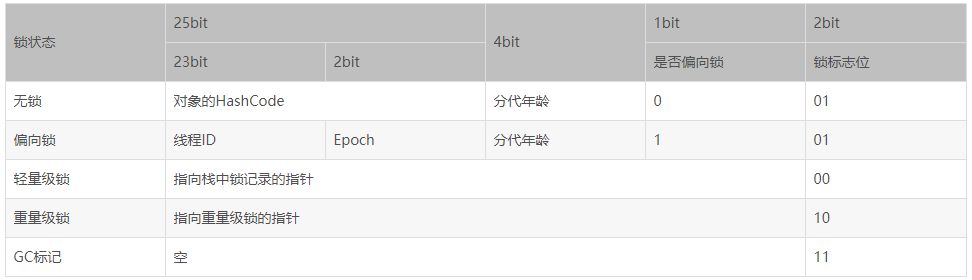 锁状态 25bit 4bit 1bit 2bit
23bit 2bit 是否偏向锁 锁标志位
无锁 对象的HashCode 分代年龄 0 01
偏向锁 线程ID Epoch 分代年龄 1 01
轻量级锁 指向栈中锁记录的指针 00
重量级锁 指向重量级锁的指针 10
GC标记 空 11